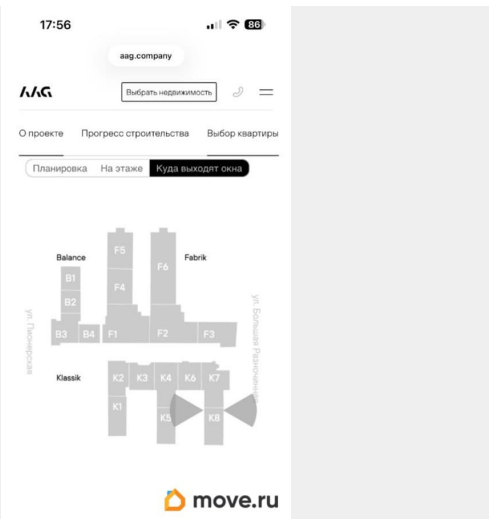 17:56
86
aag.company
AAG
Выбрать недвижимость
О проекте Прогресс строительства Выбор квартиры
Планировка На этаже Куда выходят окна
Balance
Fabrik
F5
F6
B1
F4
B2
B3 B4 F1 F2 F3
ул. Пионерская
ул. Большая Разночинная
Klassik
K2 K3 K4 K6 K7
K1
K5
K8
move.ru